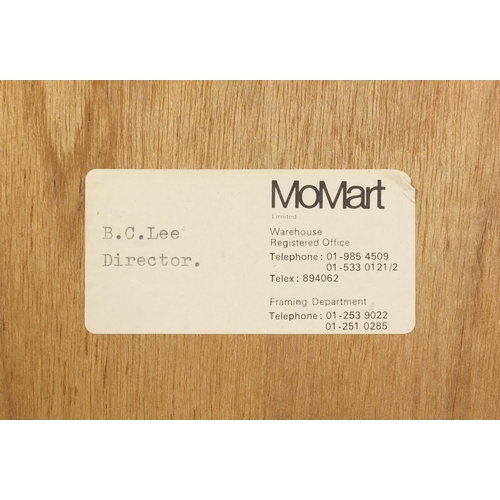 MoMart
Limited
B.C.Lee
Director.
Warehouse
Registered Office
Telephone: 01-985 4509
01-533 0121/2
Telex: 894062
Framing Department
Telephone: 01-253 9022
01-251 0285